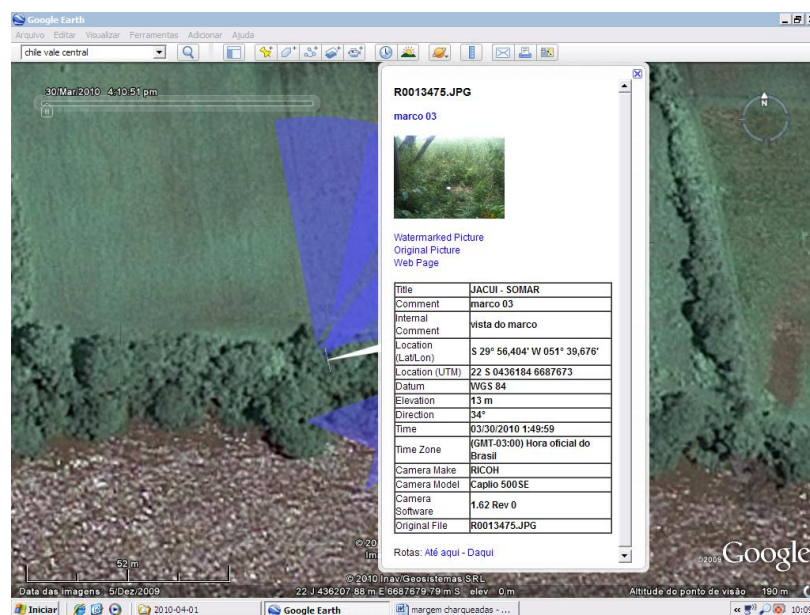 Google Earth
Arquivo Editar Visualizar Ferramentas Adicionar Ajuda
chile vale central
30/Mar/2010 4:10:51 pm
N
R0013475.JPG
marco 03
Watermarked Picture
Original Picture
Web Page
Title JACUI - SOMAR
Comment marco 03
Internal Comment vista do marco
Location (Lat/Lon) S 29° 56,404' W 051° 39,676'
Location (UTM) 22 S 0436184 6687673
Datum WGS 84
Elevation 13 m
Direction 34°
Time 03/30/2010 1:49:59
Time Zone (GMT-03:00) Hora oficial do Brasil
Camera Make RICOH
Camera Model Caplio 500SE
Camera Software 1.62 Rev 0
Original File R0013475.JPG
Rotas: Até aqui - Daqui
52 m
©2009 Google
© 2010 Inav/Geosistemas SRL
Data das imagens: 5/Dez/2009 22 J 436207.88 m E 6687679.79 m S elev 0 m Altitude do ponto de visão 190 m
Iniciar 2010-04-01 Google Earth margem charqueadas - ...